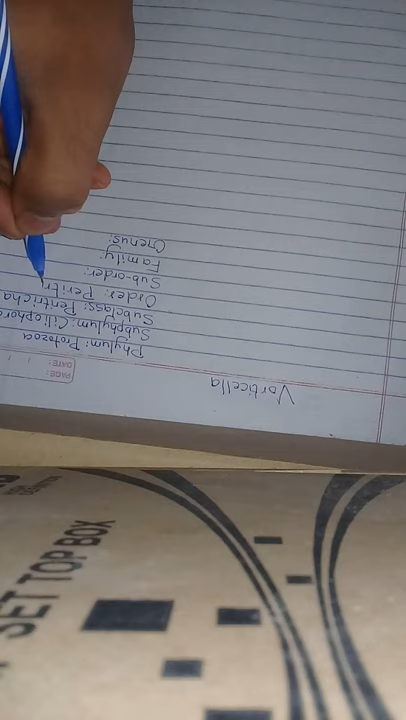 Vorticella
PAGE:
DATE: / /
Phylum: Protozoa
Subphylum: Ciliophora
Subclass: Peritricha
Order: Peritr
Sub-order:
Family:
Genus:
SET TOP BOX